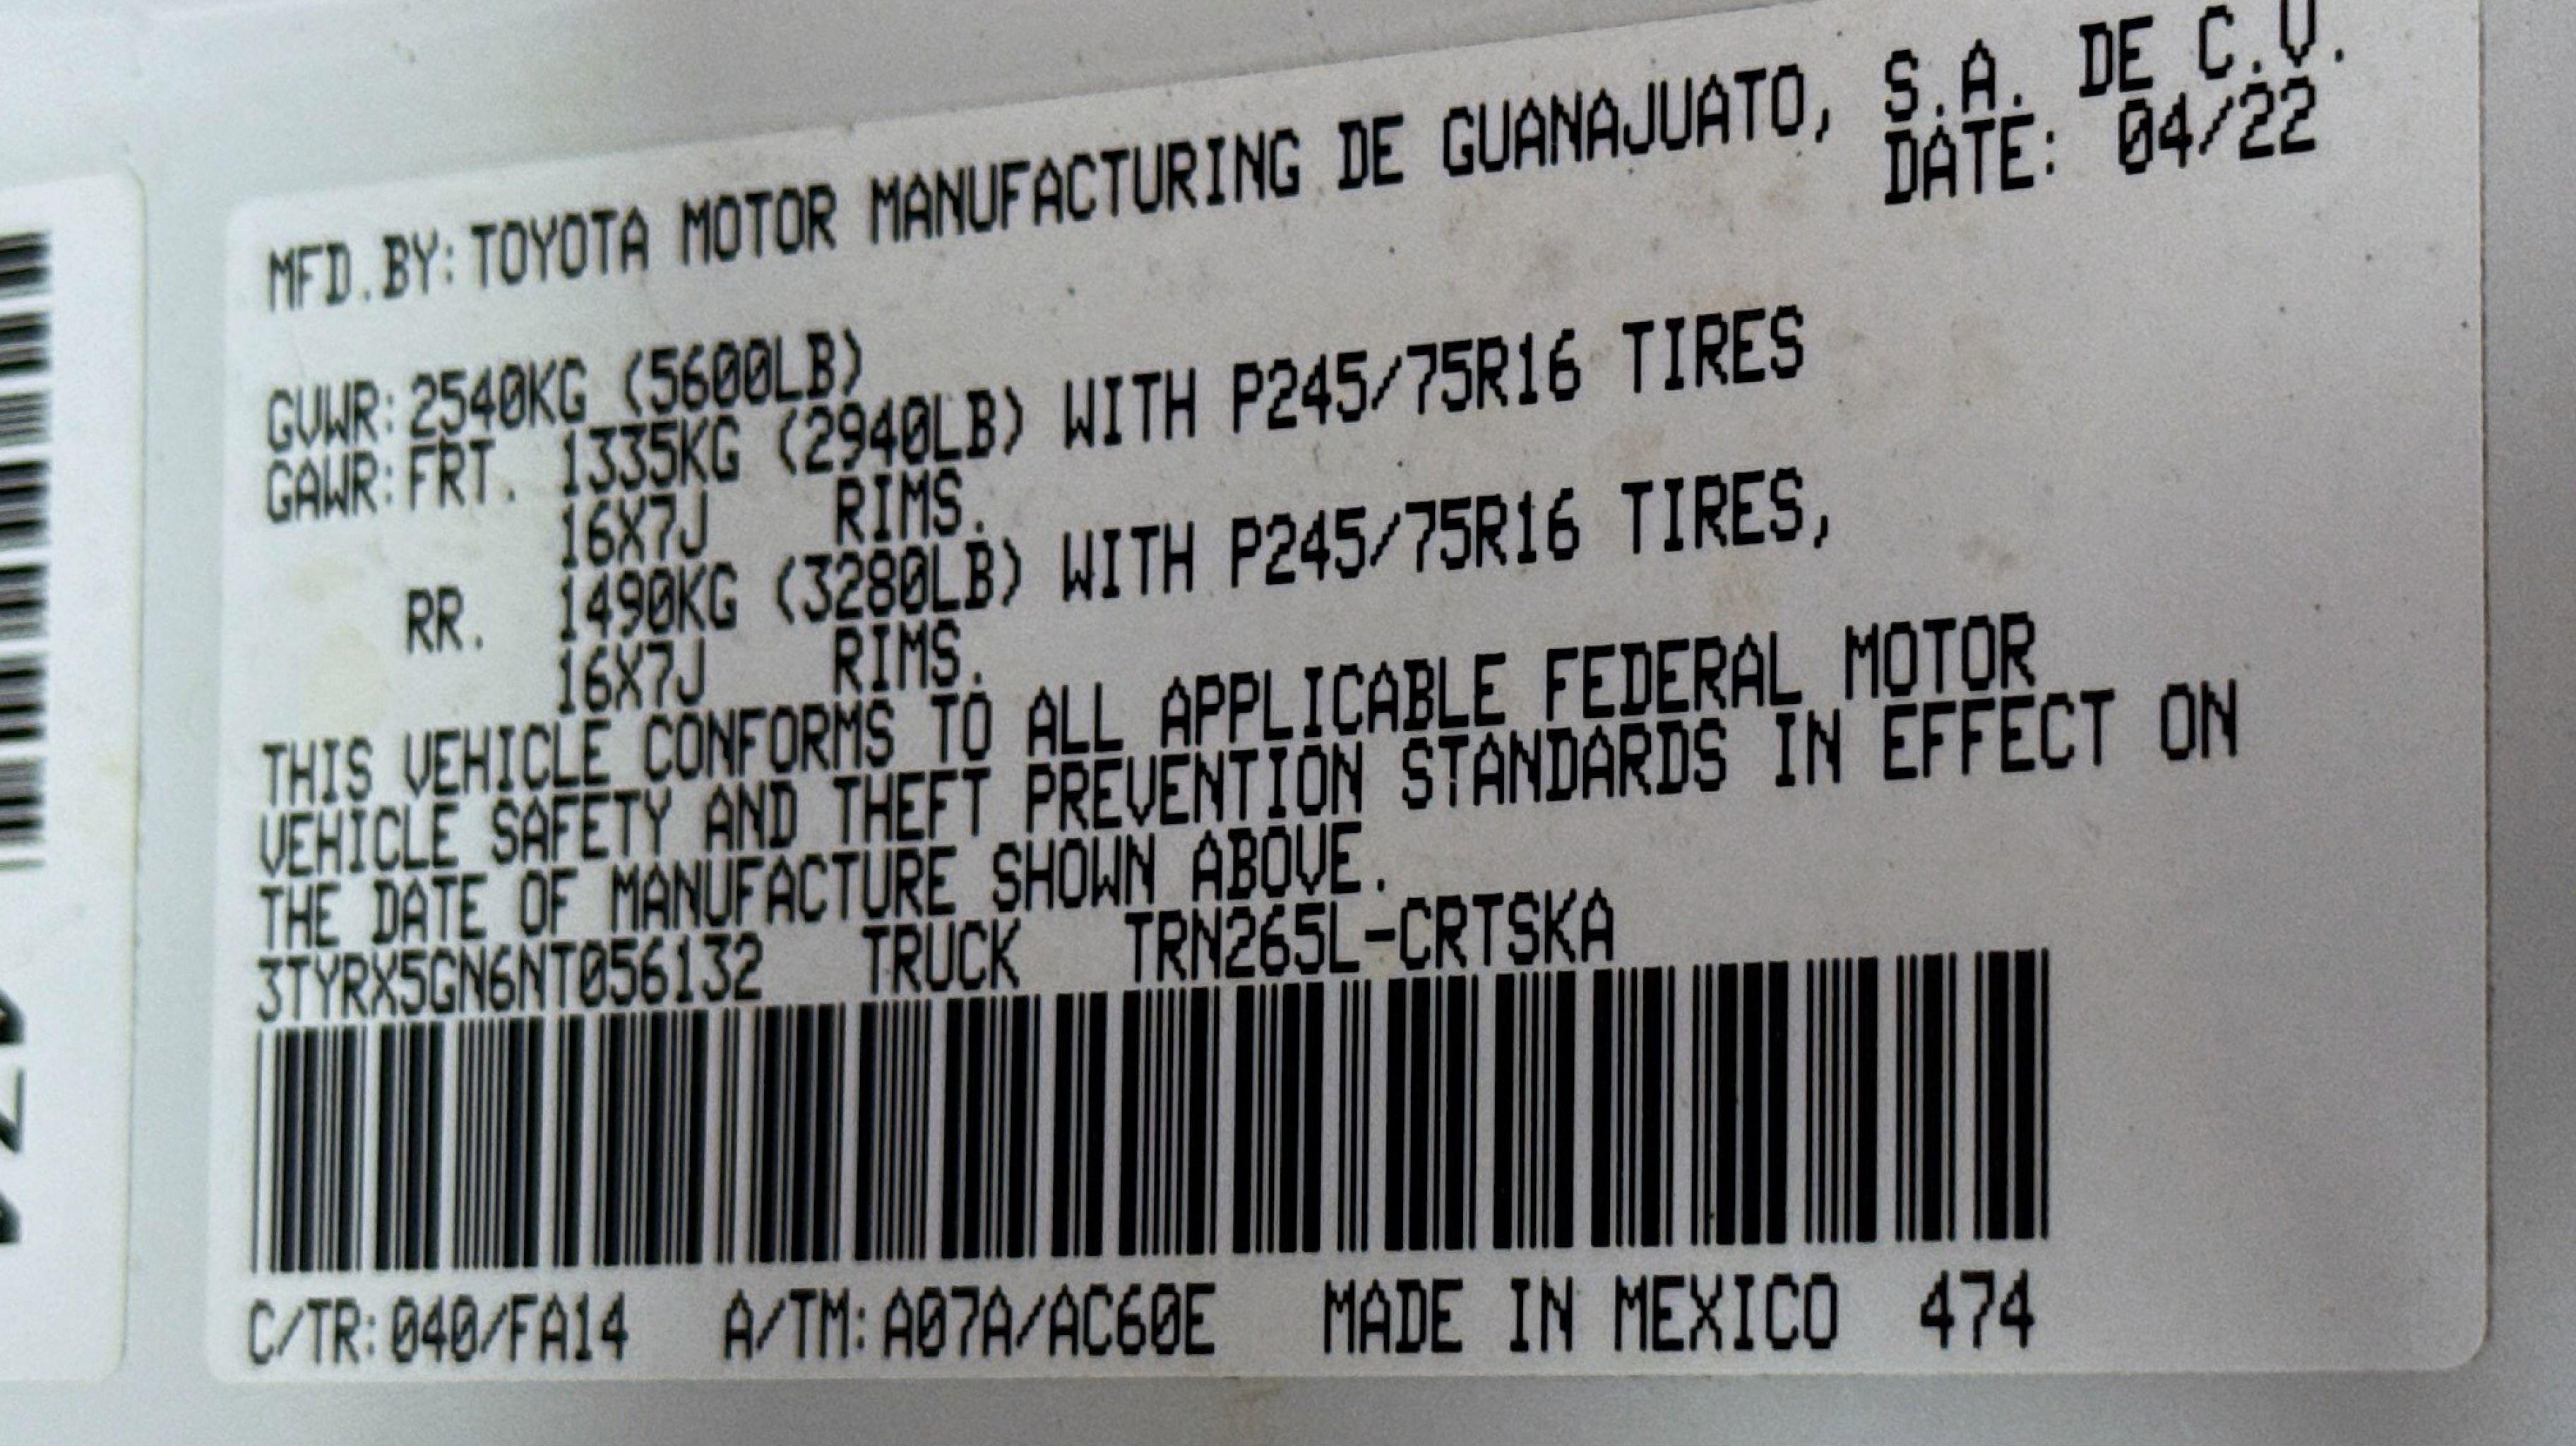 MFD.BY:TOYOTA MOTOR MANUFACTURING DE GUANAJUATO, S.A. DE C.V.
DATE: 04/22
GVWR:2540KG (5600LB)
GAWR:FRT. 1335KG (2940LB) WITH P245/75R16 TIRES
16X7J RIMS.
RR. 1490KG (3280LB) WITH P245/75R16 TIRES,
16X7J RIMS.
THIS VEHICLE CONFORMS TO ALL APPLICABLE FEDERAL MOTOR
VEHICLE SAFETY AND THEFT PREVENTION STANDARDS IN EFFECT ON
THE DATE OF MANUFACTURE SHOWN ABOVE.
3TYRX5GN6NT056132 TRUCK TRN265L-CRTSKA
C/TR:040/FA14 A/TM:A07A/AC60E MADE IN MEXICO 474